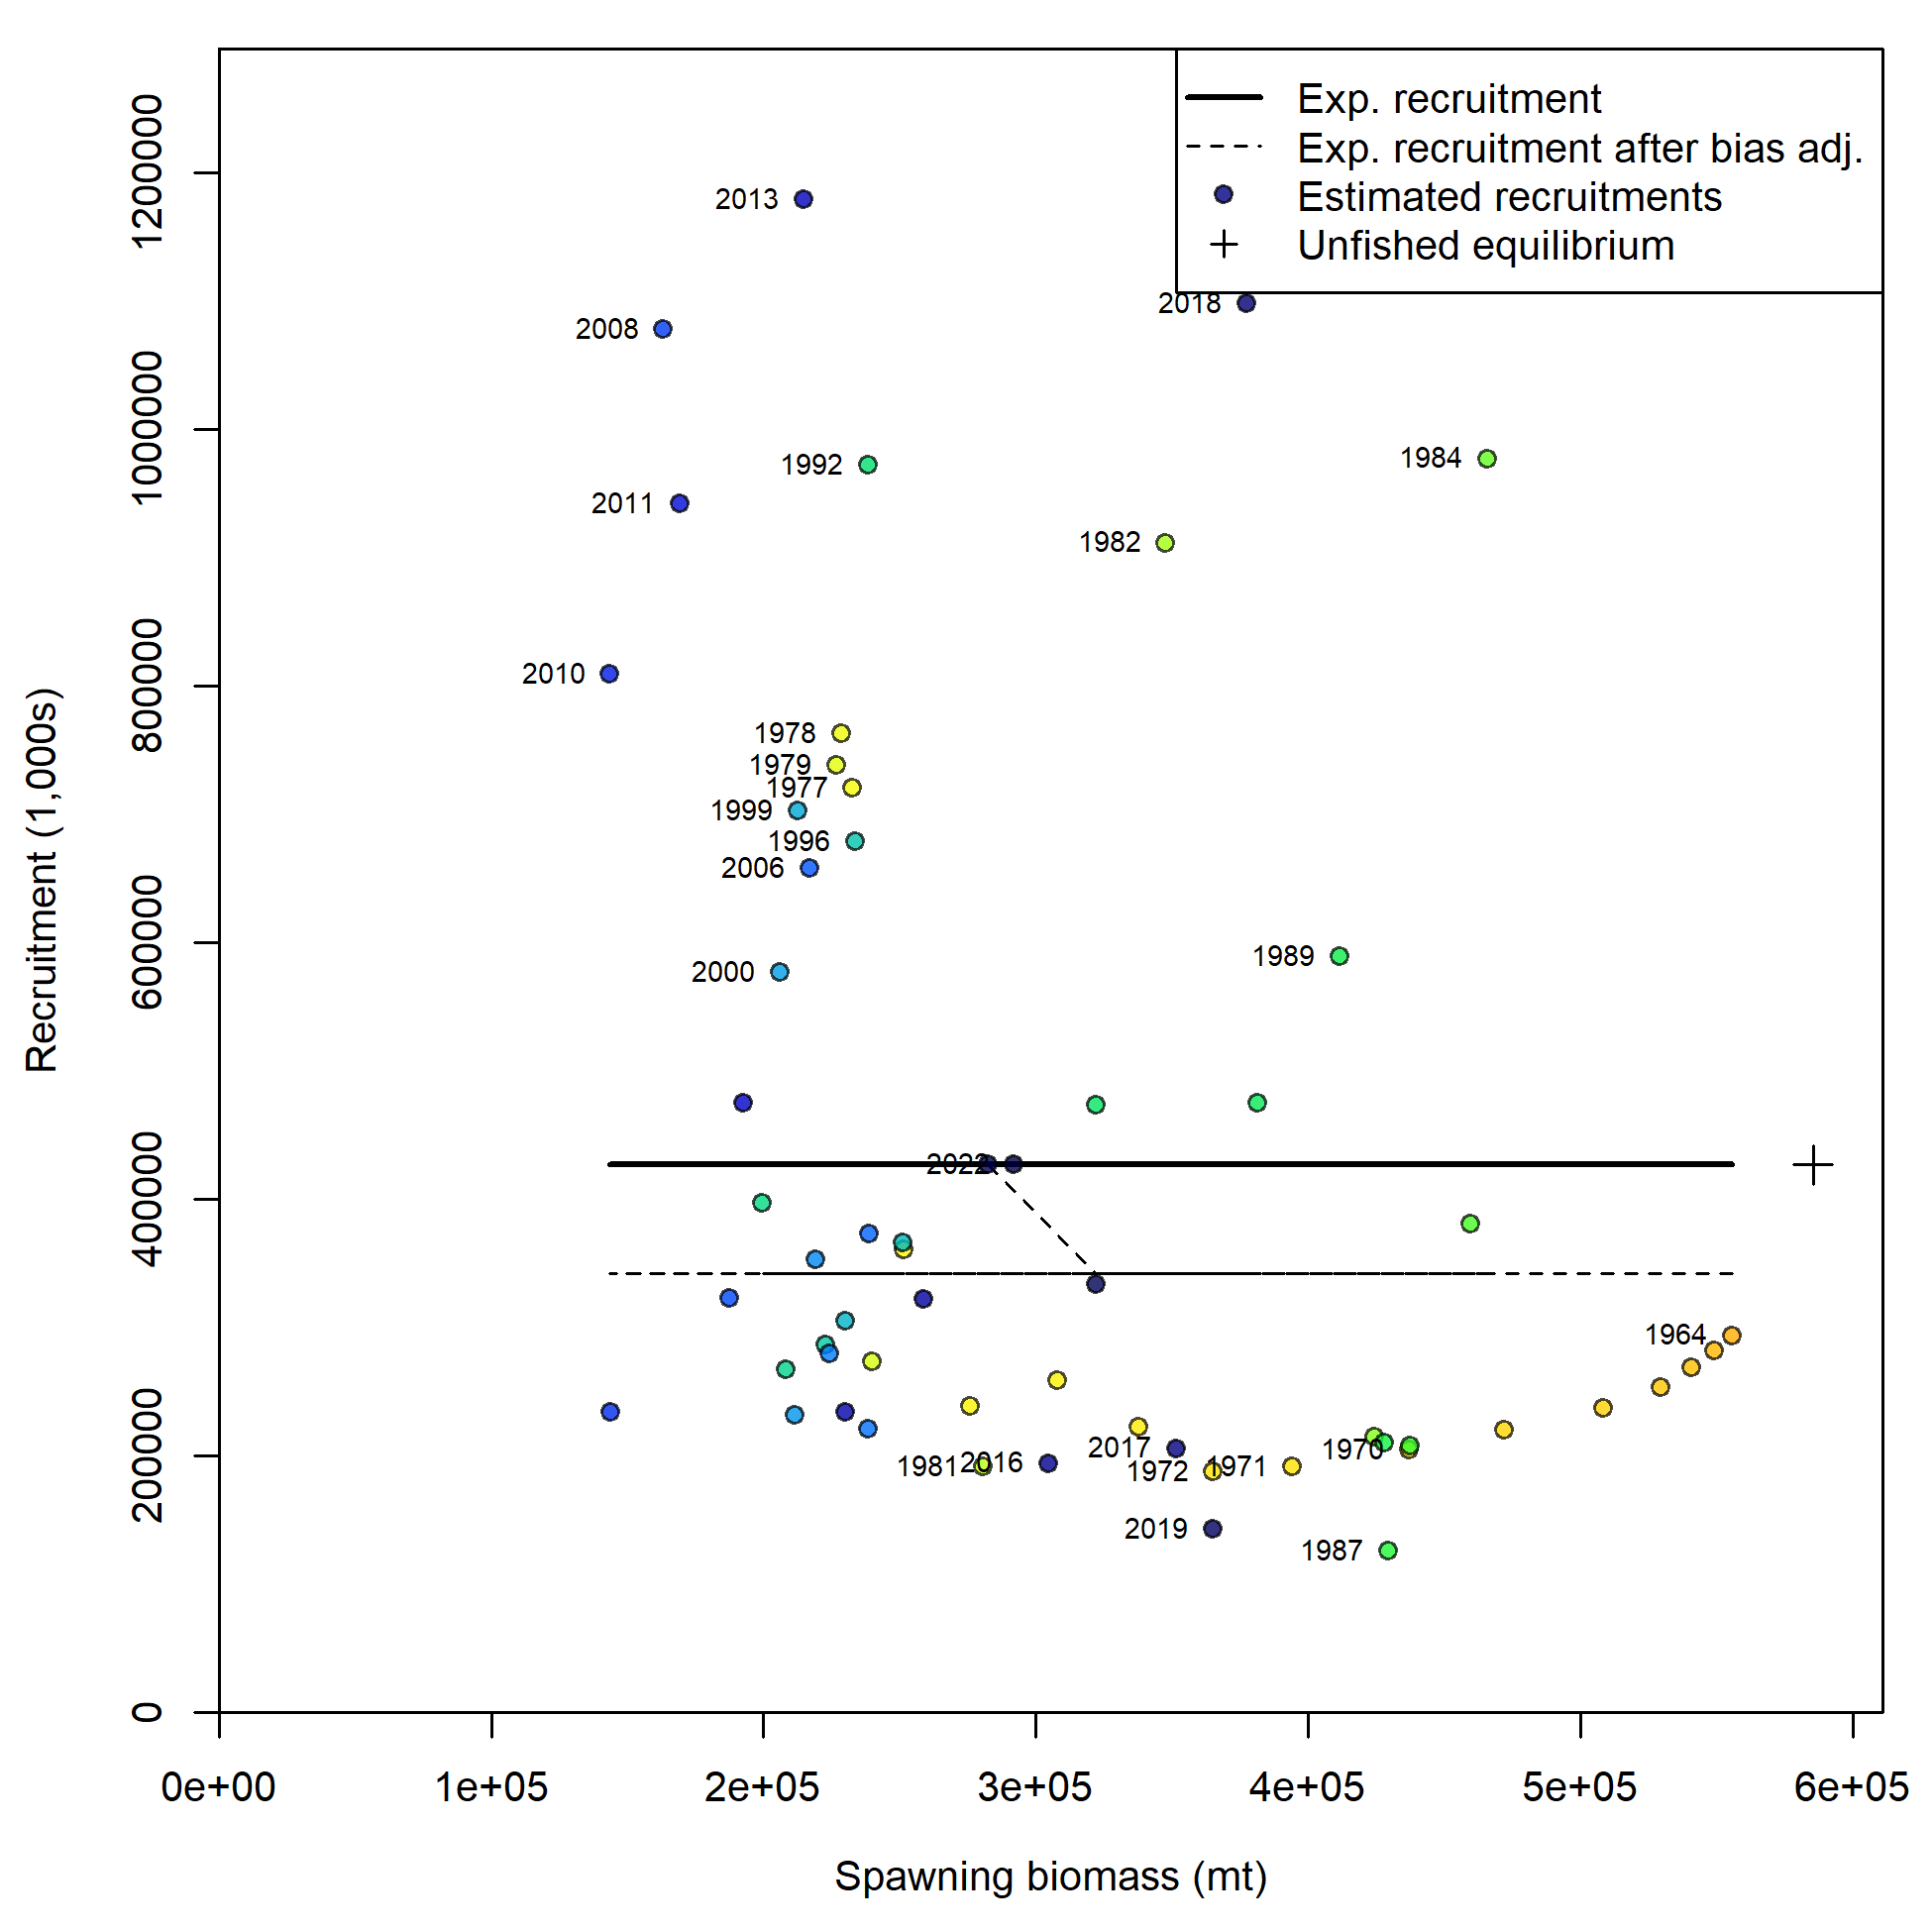 Exp. recruitment
Exp. recruitment after bias adj.
Estimated recruitments
Unfished equilibrium
1200000
1000000
800000
600000
400000
200000
0
Recruitment (1,000s)
2013
2018
2008
1984
1992
2011
1982
2010
1978
1979
1977
1999
1996
2006
1989
2000
2022
1964
2017
1970
1981
2016
1972
1971
2019
1987
0e+00
1e+05
2e+05
3e+05
4e+05
5e+05
6e+05
Spawning biomass (mt)